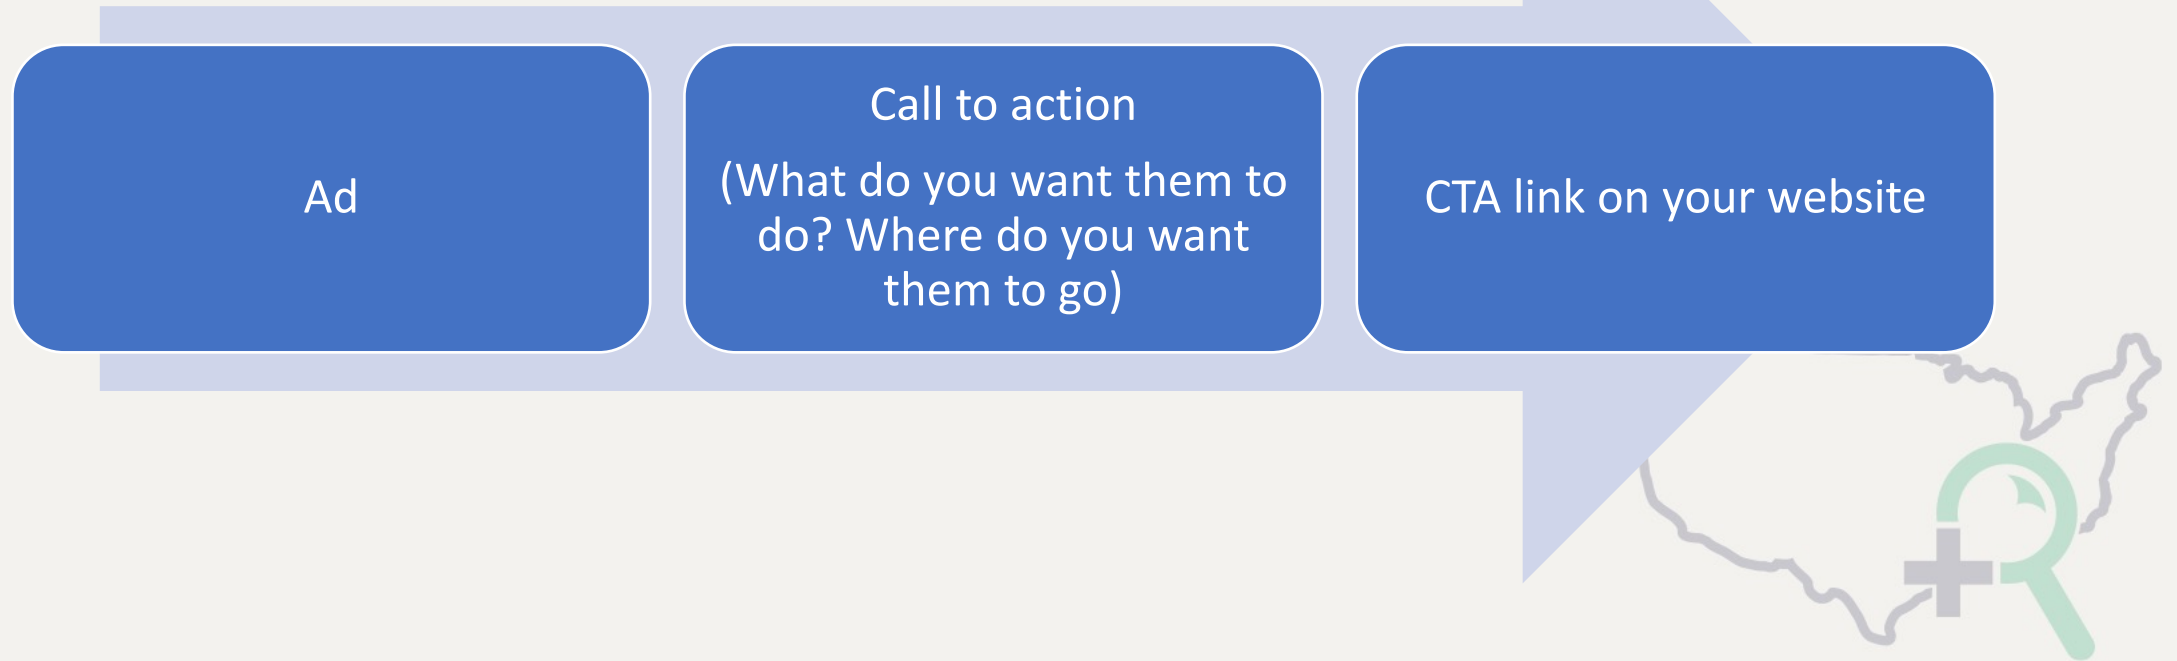 Ad
Call to action
(What do you want them to
do? Where do you want
them to go)
CTA link on your website